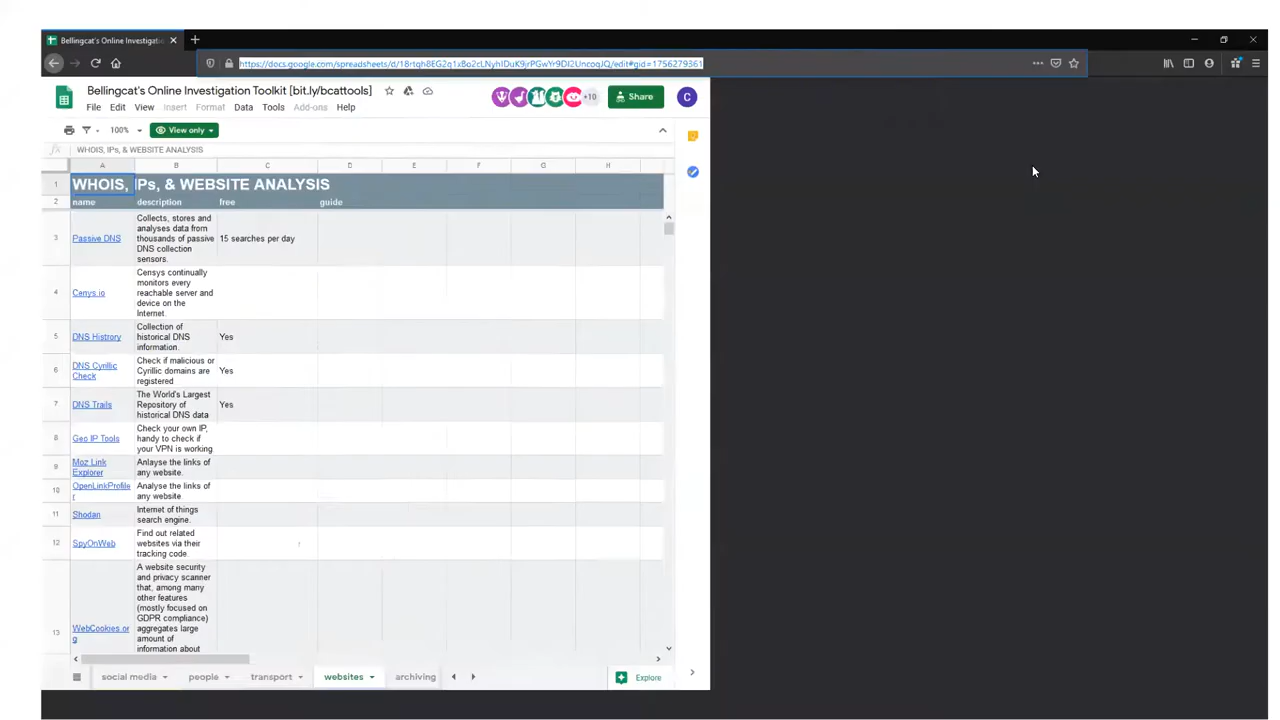 Bellingcat's Online Investigatio
https://docs.google.com/spreadsheets/d/18rtqh8EG2q1xBo2cLNyhIDuK9jrPGwYr9DI2UncoqJQ/edit#gid=1756279361
Bellingcat's Online Investigation Toolkit [bit.ly/bcattools]
+10
Share
C
File Edit View Insert Format Data Tools Add-ons Help
100%
View only
fx
WHOIS, IPs, & WEBSITE ANALYSIS
A B C D E F G H
1 WHOIS, IPs, & WEBSITE ANALYSIS
2 name description free guide
3 Passive DNS
Collects, stores and
analyses data from
thousands of passive
DNS collection
sensors.
15 searches per day
4 Cenys.io
Censys continually
monitors every
reachable server and
device on the
Internet.
5 DNS Histrory
Collection of
historical DNS
information.
Yes
6 DNS Cyrillic
Check
Check if malicious or
Cyrillic domains are
registered
Yes
7 DNS Trails
The World's Largest
Repository of
historical DNS data
Yes
8 Geo IP Tools
Check your own IP,
handy to check if
your VPN is working
9 Moz Link
Explorer
Anlayse the links of
any website.
10 OpenLinkProfile
r
Analyse the links of
any website.
11 Shodan
Internet of things
search engine.
12 SpyOnWeb
Find out related
websites via their
tracking code.
13 WebCookies.or
g
A website security
and privacy scanner
that, among many
other features
(mostly focused on
GDPR compliance)
aggregates large
amount of
information about
social media people transport websites archiving
Explore